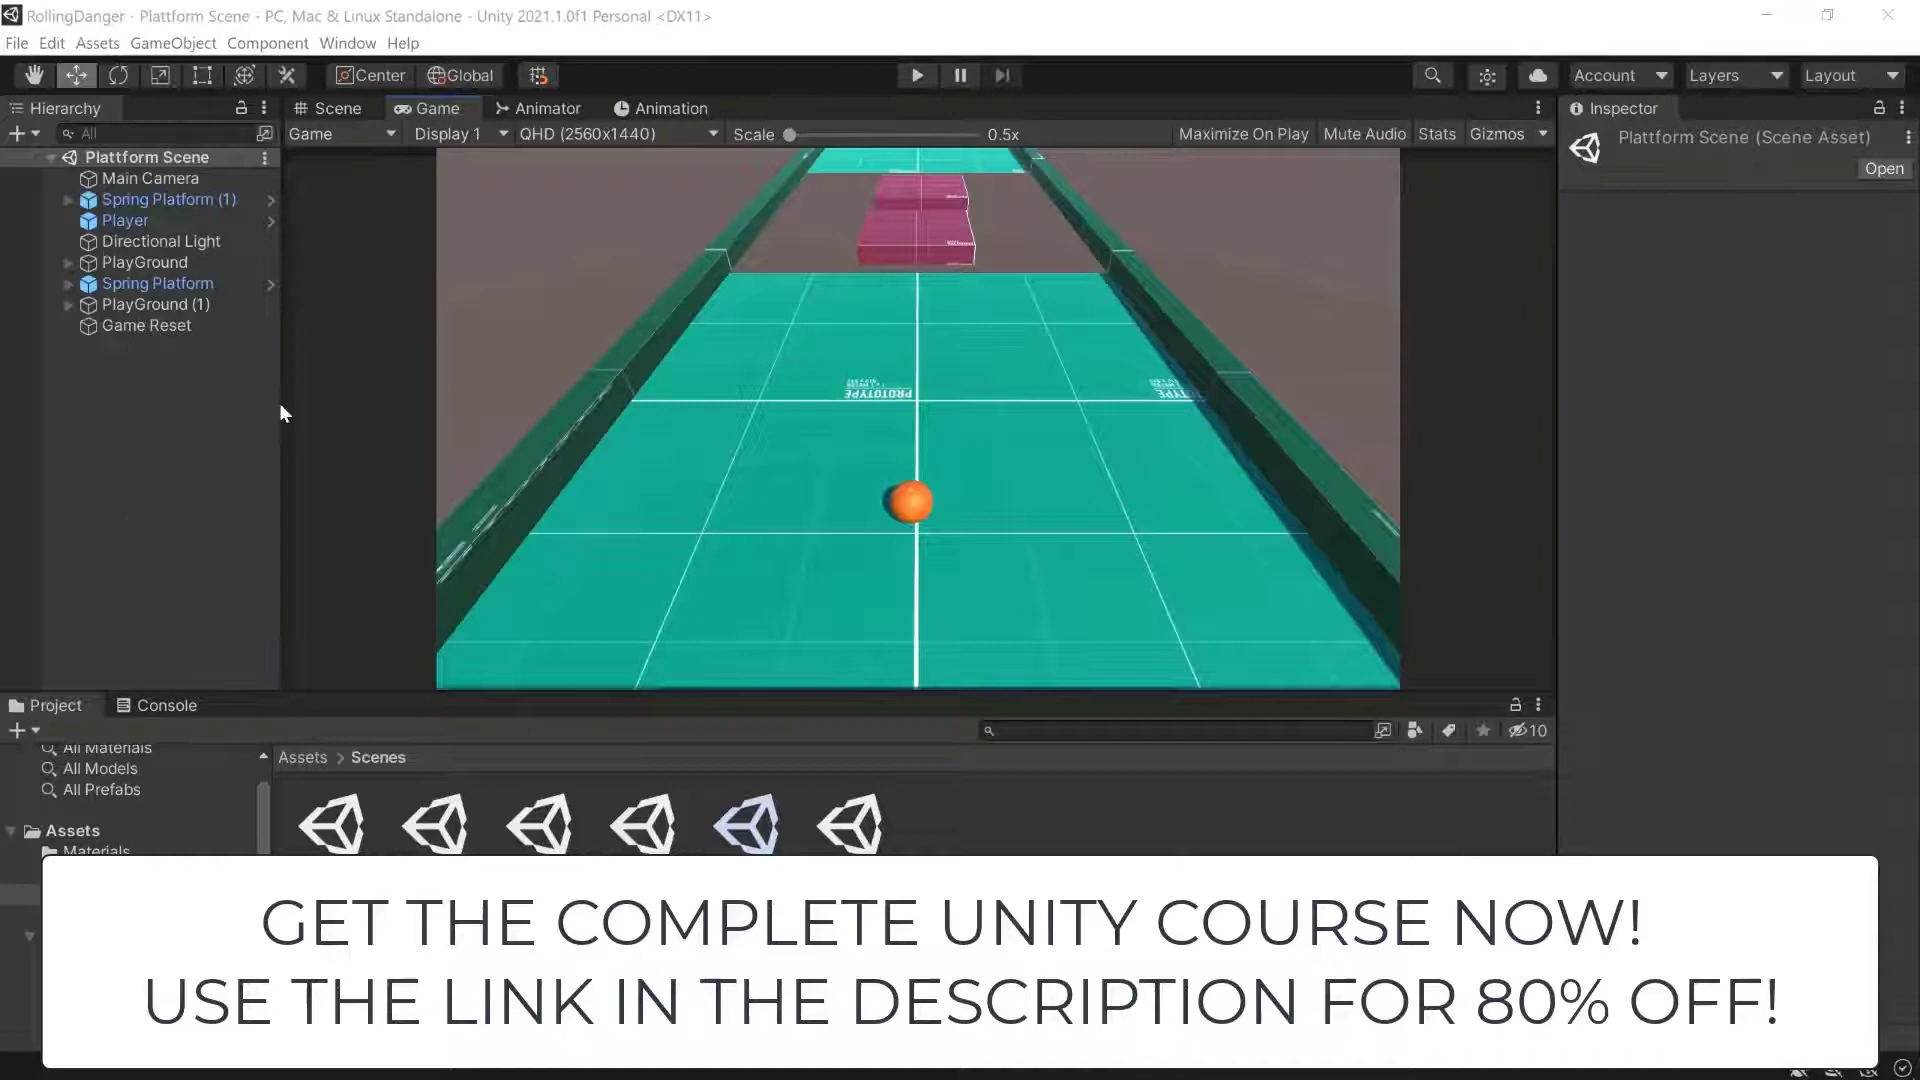 RollingDanger - Plattform Scene - PC, Mac & Linux Standalone - Unity 2021.1.0f1 Personal <DX11>
File Edit Assets GameObject Component Window Help
Center Global Account Layers Layout
Hierarchy Scene Game Animator Animation Inspector
All Game Display 1 QHD (2560x1440) Scale 0.5x Maximize On Play Mute Audio Stats Gizmos
Plattform Scene (Scene Asset)
Open
Plattform Scene
Main Camera
Spring Platform (1)
Player
Directional Light
PlayGround
Spring Platform
PlayGround (1)
Game Reset
PROTOTYPE
Project Console
10
All Materials
All Models
All Prefabs
Assets
Materials
Assets > Scenes
GET THE COMPLETE UNITY COURSE NOW!
USE THE LINK IN THE DESCRIPTION FOR 80% OFF!